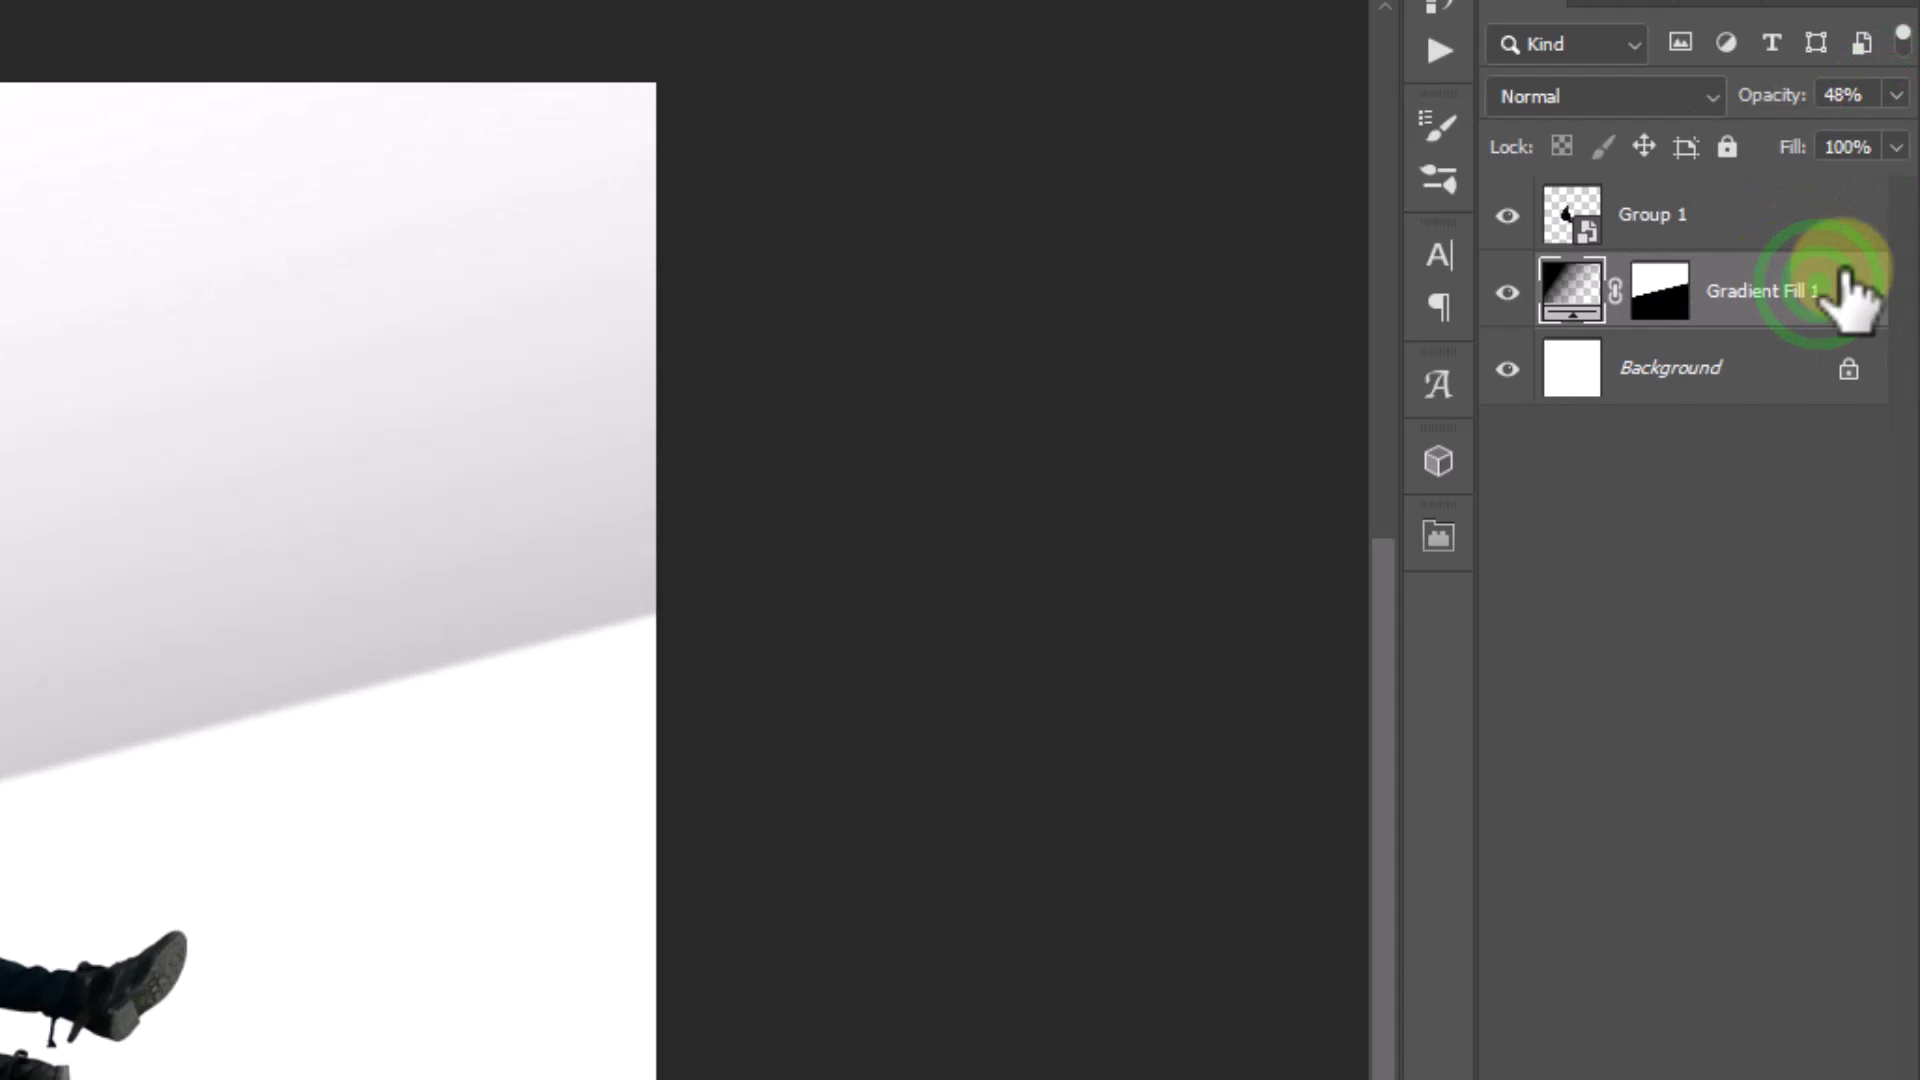 Kind
Normal
Opacity: 48%
Lock:
Fill: 100%
Group 1
Gradient Fill 1
Background